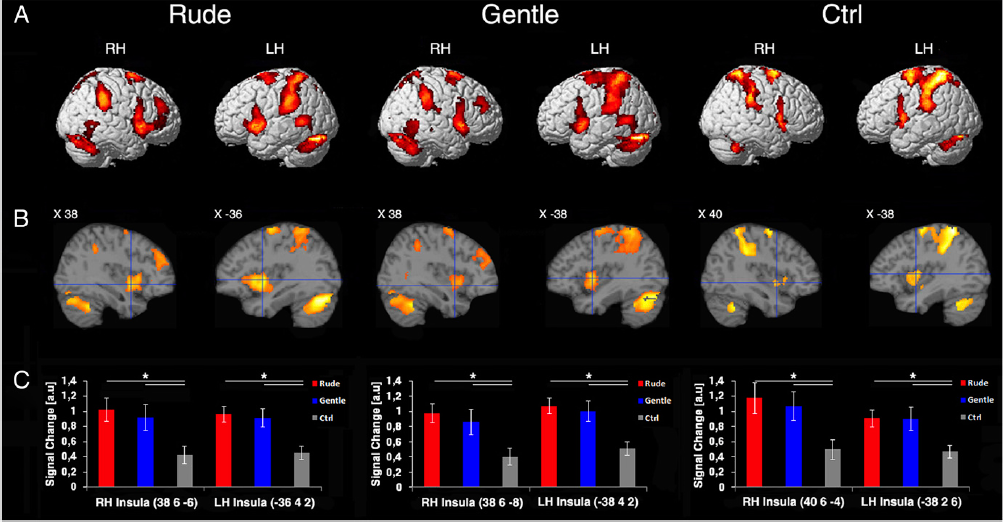 A Rude Gentle Ctrl
RH LH RH LH RH LH
B X 38 X -36 X 38 X -38 X 40 X -38
C
Signal Change [a.u]
1,4
1,2
1
0,8
0,6
0,4
0,2
0
* *
Rude
Gentle
Ctrl
RH Insula (38 6 -6) LH Insula (-36 4 2)
Signal Change [a.u]
1,4
1,2
1
0,8
0,6
0,4
0,2
0
* *
Rude
Gentle
Ctrl
RH Insula (38 6 -8) LH Insula (-38 4 2)
Signal Change [a.u]
1,4
1,2
1
0,8
0,6
0,4
0,2
0
* *
Rude
Gentle
Ctrl
RH Insula (40 6 -4) LH Insula (-38 2 6)